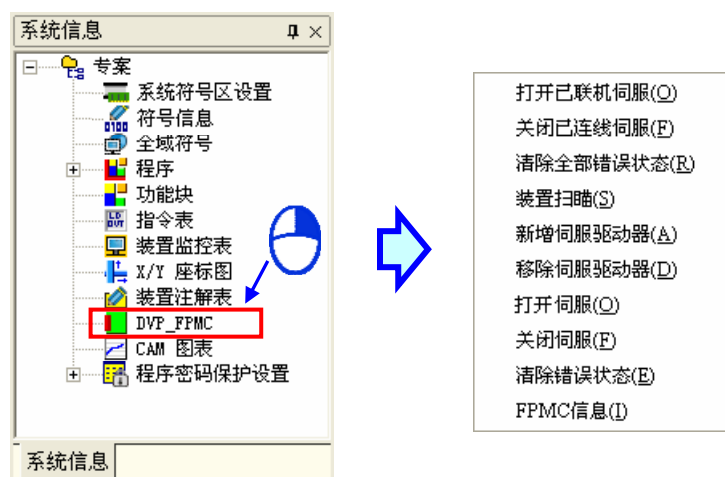 系统信息
专案
系统符号区设置
符号信息
全域符号
程序
功能块
指令表
装置监控表
X/Y 座标图
装置注解表
DVP_FPMC
CAM 图表
程序密码保护设置
系统信息
打开已联机伺服(O)
关闭已连线伺服(F)
清除全部错误状态(R)
装置扫瞄(S)
新增伺服驱动器(A)
移除伺服驱动器(D)
打开伺服(O)
关闭伺服(F)
清除错误状态(E)
FPMC信息(I)